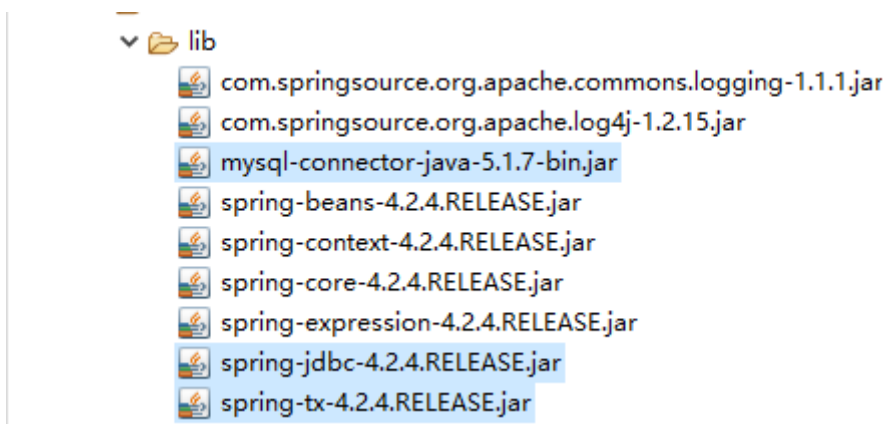 lib
com.springsource.org.apache.commons.logging-1.1.1.jar
com.springsource.org.apache.log4j-1.2.15.jar
mysql-connector-java-5.1.7-bin.jar
spring-beans-4.2.4.RELEASE.jar
spring-context-4.2.4.RELEASE.jar
spring-core-4.2.4.RELEASE.jar
spring-expression-4.2.4.RELEASE.jar
spring-jdbc-4.2.4.RELEASE.jar
spring-tx-4.2.4.RELEASE.jar